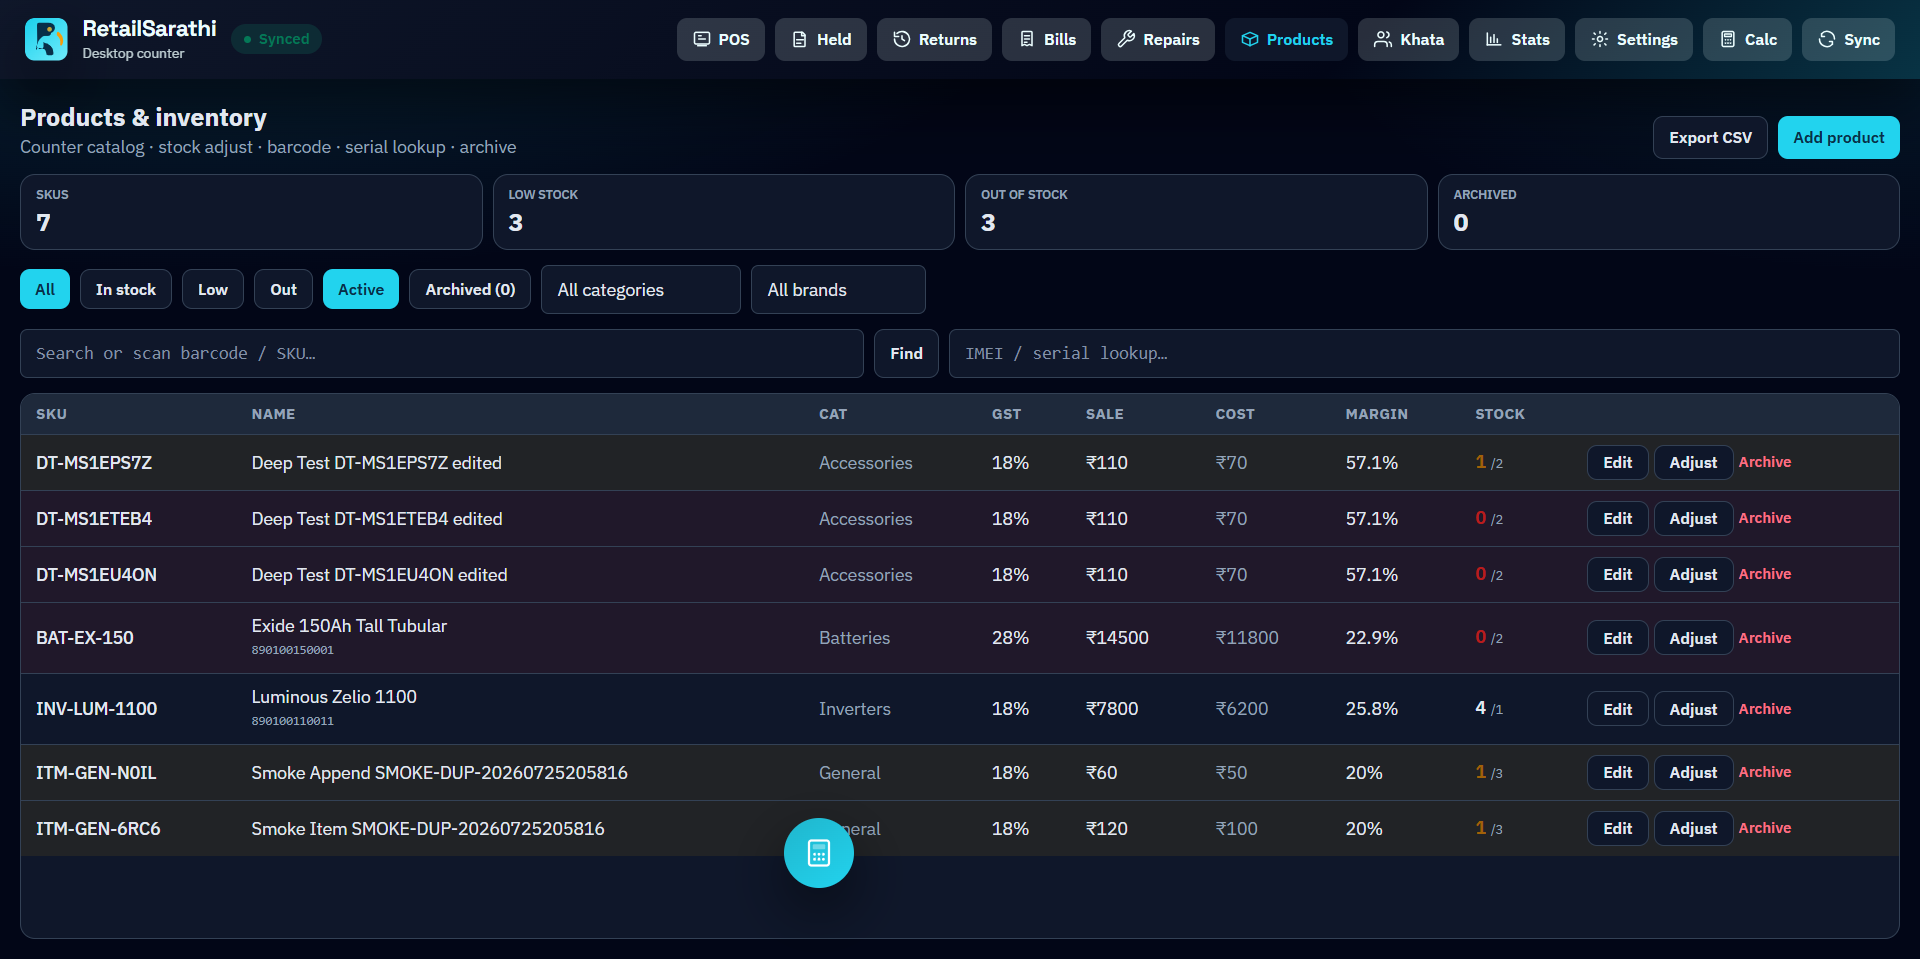 RetailSarathi
Desktop counter
Synced
POS
Held
Returns
Bills
Repairs
Products
Khata
Stats
Settings
Calc
Sync
Products & inventory
Counter catalog · stock adjust · barcode · serial lookup · archive
Export CSV
Add product
SKUS
7
LOW STOCK
3
OUT OF STOCK
3
ARCHIVED
0
All
In stock
Low
Out
Active
Archived (0)
All categories
All brands
Search or scan barcode / SKU…
Find
IMEI / serial lookup…
SKU NAME CAT GST SALE COST MARGIN STOCK
DT-MS1EPS7Z Deep Test DT-MS1EPS7Z edited Accessories 18% ₹110 ₹70 57.1% 1 /2 Edit Adjust Archive
DT-MS1ETEB4 Deep Test DT-MS1ETEB4 edited Accessories 18% ₹110 ₹70 57.1% 0 /2 Edit Adjust Archive
DT-MS1EU4ON Deep Test DT-MS1EU4ON edited Accessories 18% ₹110 ₹70 57.1% 0 /2 Edit Adjust Archive
BAT-EX-150 Exide 150Ah Tall Tubular Batteries 28% ₹14500 ₹11800 22.9% 0 /2 Edit Adjust Archive
890100150001
INV-LUM-1100 Luminous Zelio 1100 Inverters 18% ₹7800 ₹6200 25.8% 4 /1 Edit Adjust Archive
890100110011
ITM-GEN-N0IL Smoke Append SMOKE-DUP-20260725205816 General 18% ₹60 ₹50 20% 1 /3 Edit Adjust Archive
ITM-GEN-6RC6 Smoke Item SMOKE-DUP-20260725205816 neral 18% ₹120 ₹100 20% 1 /3 Edit Adjust Archive